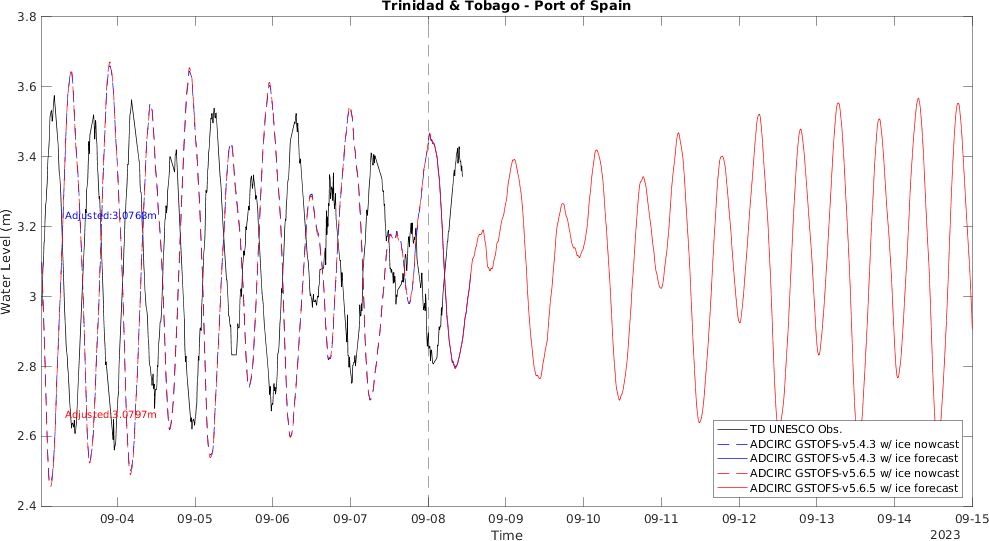 Trinidad & Tobago - Port of Spain
3.8
3.6
3.4
3.2
3
2.8
2.6
2.4
Water Level (m)
Adjusted:3.0768m
Adjusted:3.0797m
TD UNESCO Obs.
ADCIRC GSTOFS-v5.4.3 w/ ice nowcast
ADCIRC GSTOFS-v5.4.3 w/ ice forecast
ADCIRC GSTOFS-v5.6.5 w/ ice nowcast
ADCIRC GSTOFS-v5.6.5 w/ ice forecast
09-04 09-05 09-06 09-07 09-08 09-09 09-10 09-11 09-12 09-13 09-14 09-15
Time
2023